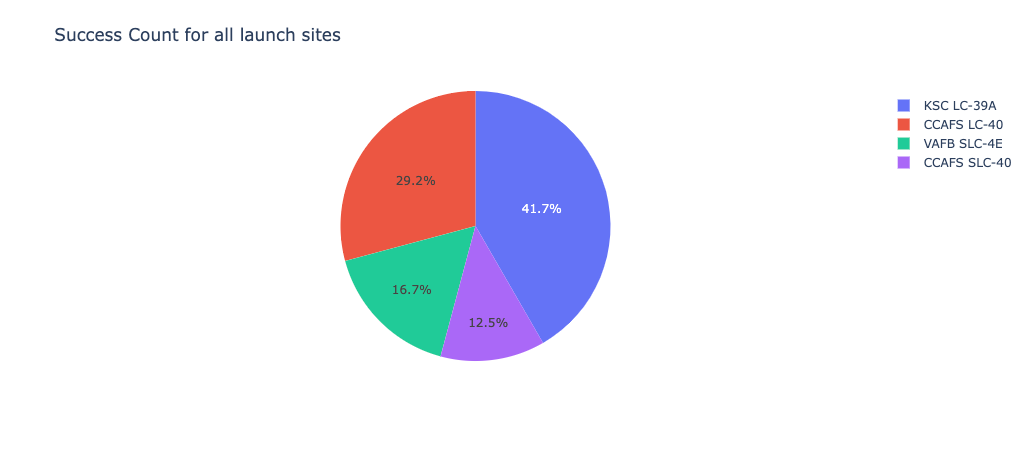 Success Count for all launch sites
KSC LC-39A
CCAFS LC-40
VAFB SLC-4E
CCAFS SLC-40
29.2%
41.7%
16.7%
12.5%